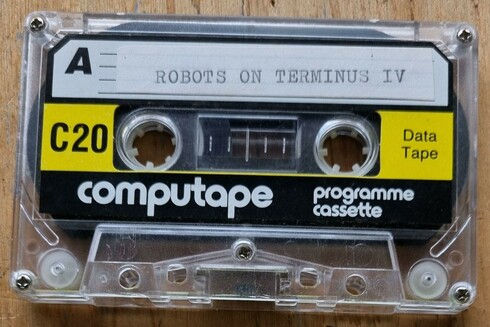 A
ROBOTS ON TERMINUS IV
C20
Data
Tape
computape
programme
cassette